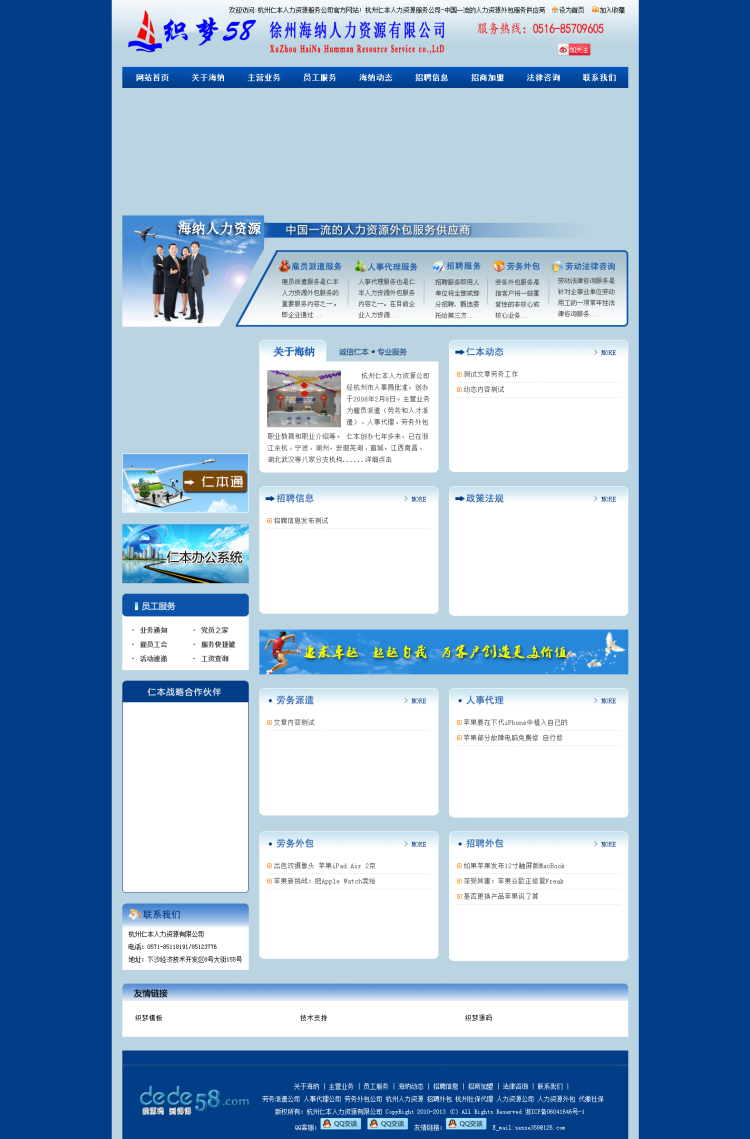 欢迎访问: 杭州仁本人力资源服务公司官方网站! 杭州仁本人力资源服务公司-中国一流的人力资源外包服务供应商 设为首页 加入收藏
织梦58 徐州海纳人力资源有限公司
服务热线: 0516-85709605
XuZhou HaiNa Humman Resource Service co.,LtD
加关注
网站首页 关于海纳 主营业务 员工服务 海纳动态 招聘信息 招商加盟 法律咨询 联系我们
海纳人力资源 中国一流的人力资源外包服务供应商
雇员派遣服务 人事代理服务 招聘服务 劳务外包 劳动法律咨询
雇员派遣服务是仁本人力资源外包服务的重要服务内容之一，即企业通过...
人事代理服务也是仁本人力资源外包服务内容之一。在目前企业人力资源...
招聘服务即用人单位将全部或部分招聘、甄选委托给第三方...
劳务外包服务是指客户将一些重复性的非核心或核心业务...
劳动法律咨询服务是针对企事业单位劳动用工的一项常年性法律咨询服务...
关于海纳 诚信仁本 • 专业服务
杭州仁本人力资源公司
经杭州市人事局批准，创办
于2006年2月8日。主营业务
为雇员派遣（劳务和人才派
遣）、人事代理、劳务外包
职业教育和职业介绍等。 仁本创办七年多来，已在浙
江余杭、宁波、湖州，安徽芜湖、宣城，江西南昌、
湖北武汉等八家分支机构......详细点击
仁本动态 > MORE
测试文章劳务工作
动态内容测试
仁本通
仁本办公系统
招聘信息 > MORE
招聘信息发布测试
政策法规 > MORE
员工服务
· 业务通知 · 党员之家
· 雇员工会 · 服务快捷键
· 活动速递 · 工资查询
追求卓越 超越自我 为客户创造更多价值
仁本战略合作伙伴
• 劳务派遣 > MORE
文章内容测试
• 人事代理 > MORE
苹果要在下代iPhone中植入自己的
苹果部分故障电脑免费修 自行修
• 劳务外包 > MORE
出色双摄像头 苹果iPad Air 2京
苹果新挑战：把Apple Watch卖给
• 招聘外包 > MORE
如果苹果发布12寸触屏版MacBook
深受其害：苹果谷歌正修复Freak
是否更换产品苹果说了算
联系我们
杭州仁本人力资源有限公司
电话: 0571-85118191/85123776
地址: 下沙经济技术开发区8号大街155号
友情链接
织梦模板 技术支持 织梦源码
dede58.com
关于海纳 | 主营业务 | 员工服务 | 海纳动态 | 招聘信息 | 招商加盟 | 法律咨询 | 联系我们 |
劳务派遣公司 人事代理公司 劳务外包公司 杭州人力资源 招聘外包 杭州社保代理 人力资源公司 人力资源外包 代缴社保
版权所有: 杭州仁本人力资源有限公司 CopyRight 2010-2013 (C) All Rights Reserved 浙ICP备06041646号-1
QQ客服: QQ交谈 QQ交谈 友情链接: QQ交谈